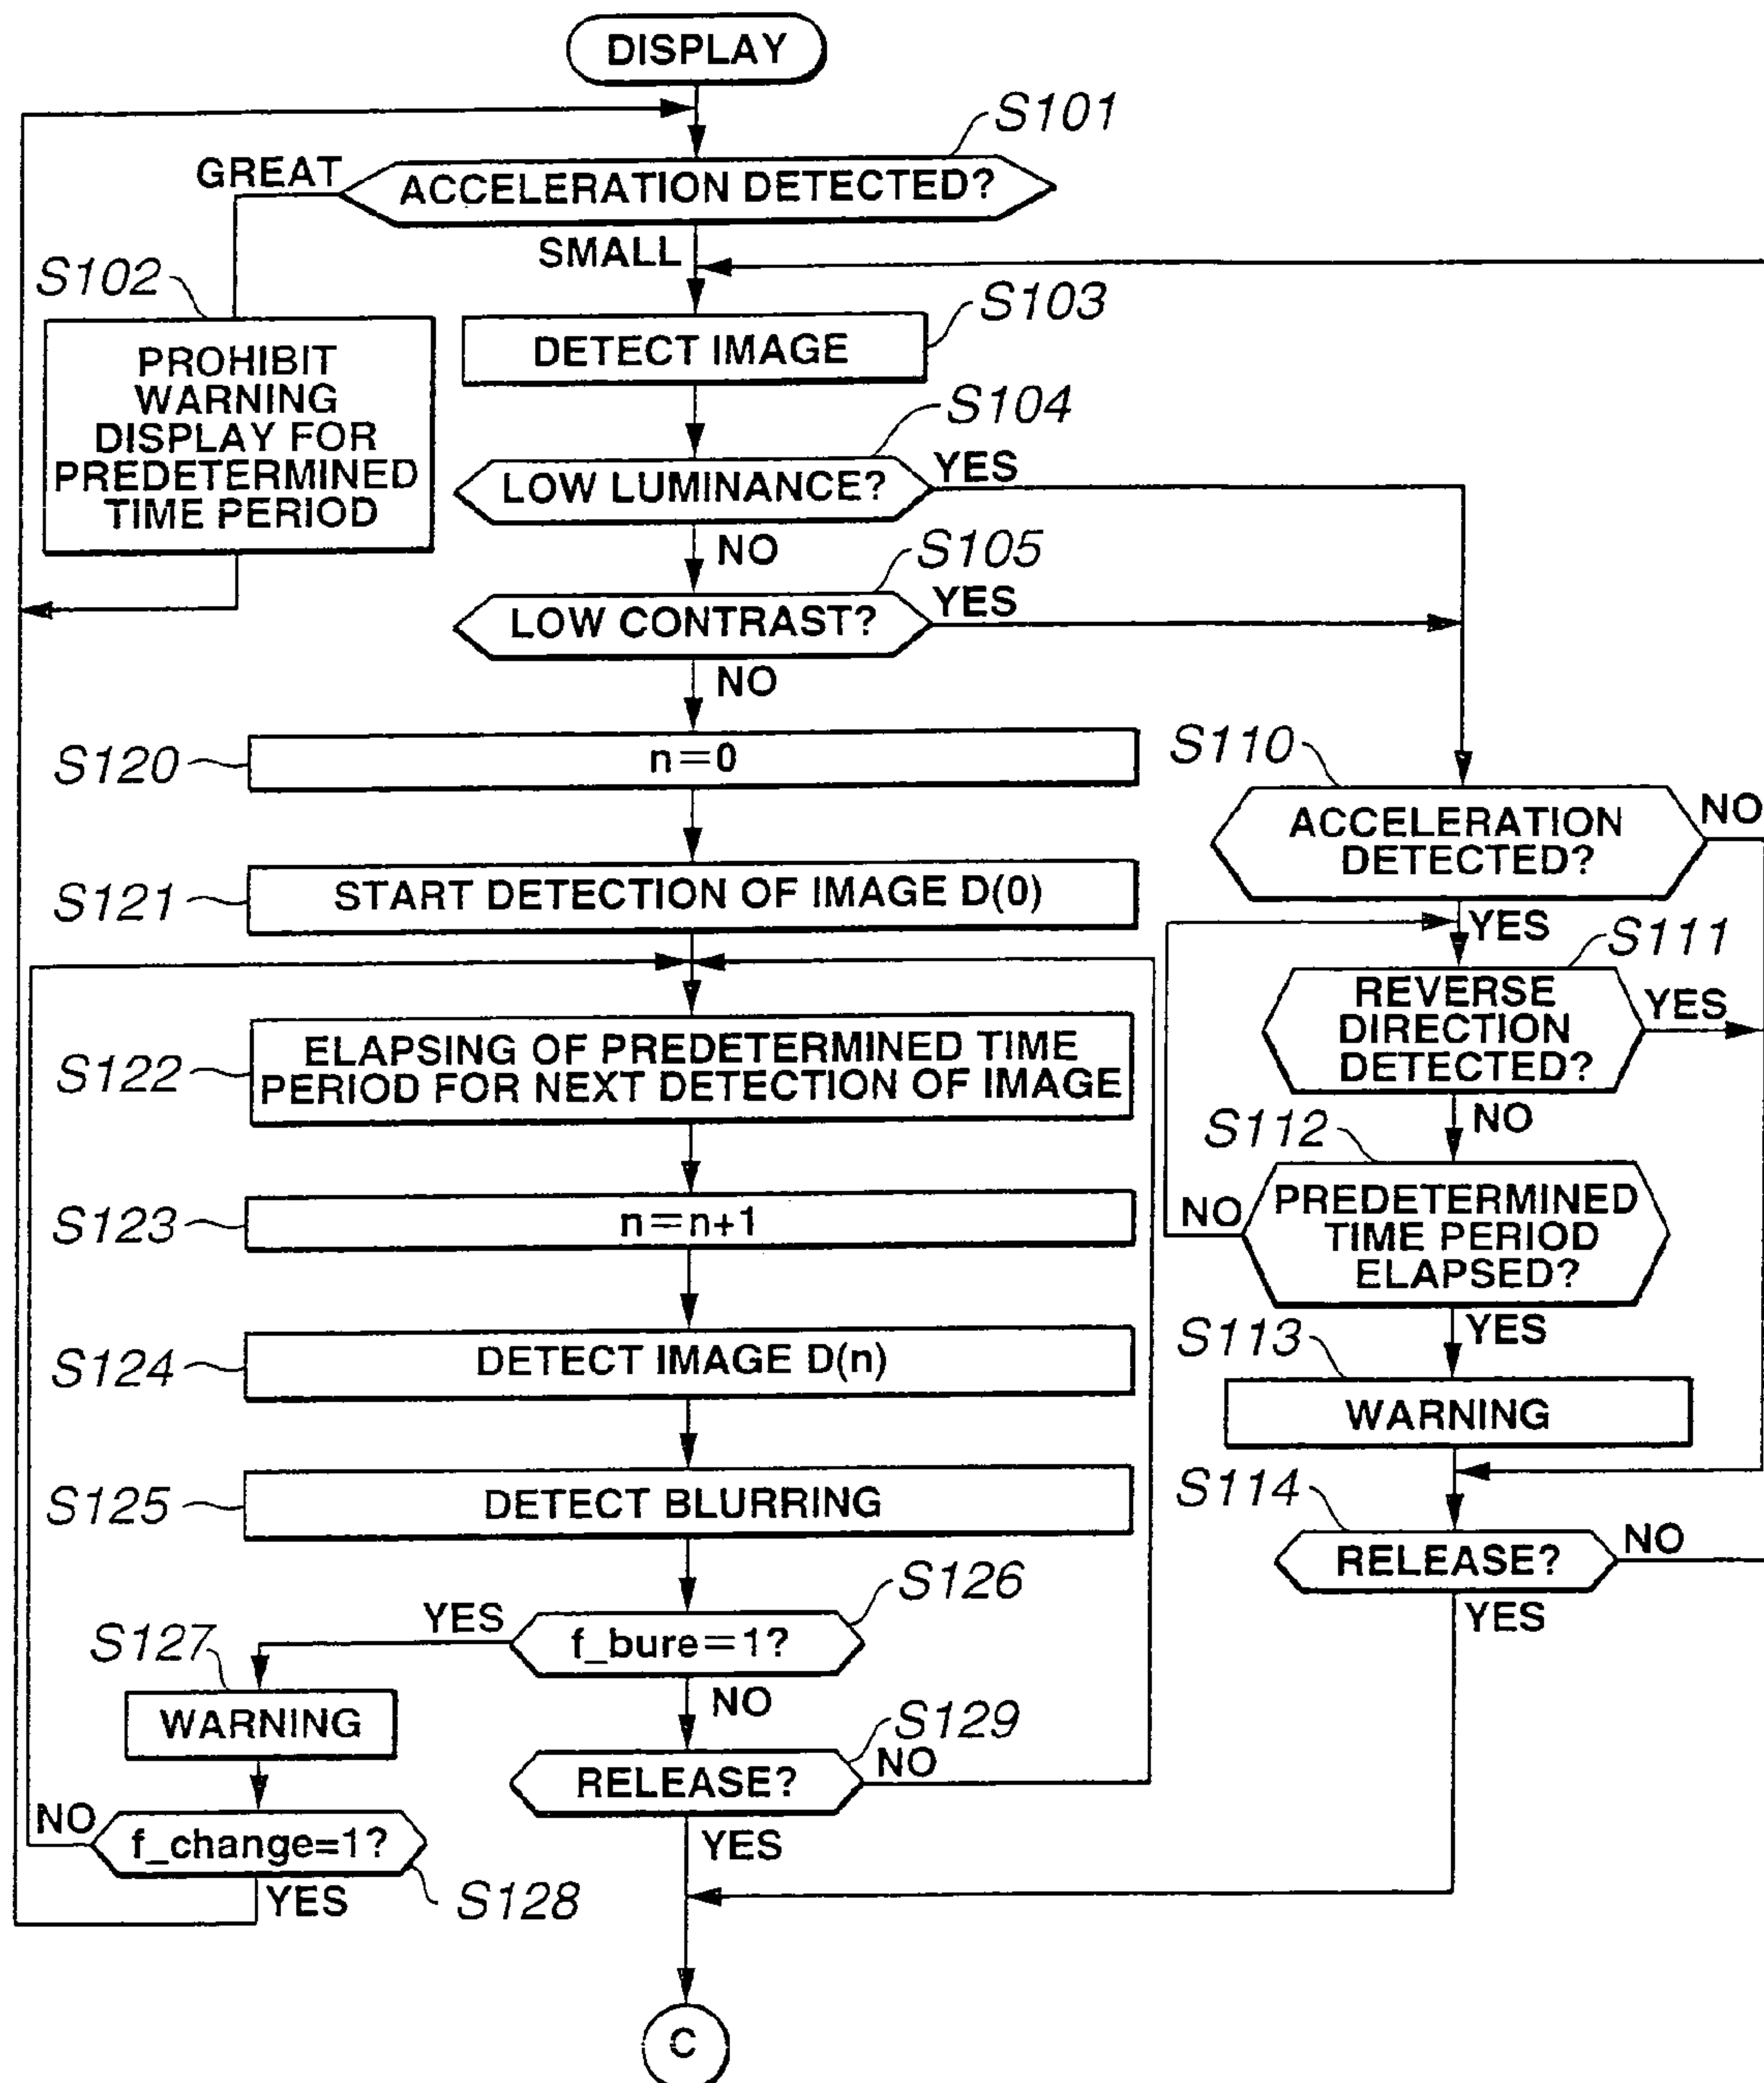 DISPLAY
S101
GREAT
ACCELERATION DETECTED?
SMALL
S102
PROHIBIT
WARNING
DISPLAY FOR
PREDETERMINED
TIME PERIOD
S103
DETECT IMAGE
S104
LOW LUMINANCE?
YES
NO
S105
LOW CONTRAST?
YES
NO
S120
n=0
S121
START DETECTION OF IMAGE D(0)
S122
ELAPSING OF PREDETERMINED TIME
PERIOD FOR NEXT DETECTION OF IMAGE
S123
n=n+1
S124
DETECT IMAGE D(n)
S125
DETECT BLURRING
S126
YES
f_bure=1?
NO
S127
WARNING
S129
RELEASE?
NO
YES
NO
f_change=1?
YES
S128
S110
ACCELERATION
DETECTED?
NO
YES
S111
REVERSE
DIRECTION
DETECTED?
YES
NO
S112
PREDETERMINED
TIME PERIOD
ELAPSED?
NO
YES
S113
WARNING
S114
RELEASE?
NO
YES
C